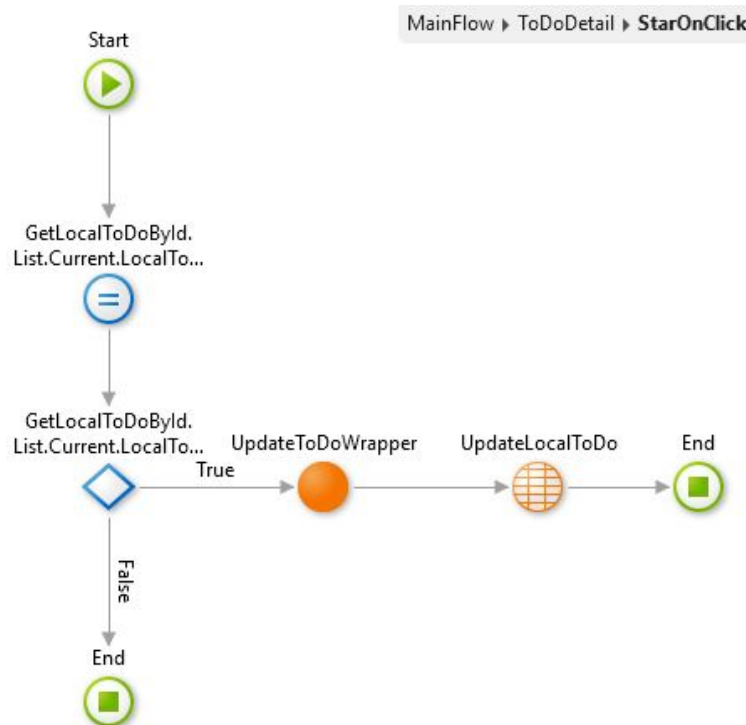 MainFlow ▸ ToDoDetail ▸ StarOnClick
Start
GetLocalToDoById.
List.Current.LocalTo...
GetLocalToDoById.
List.Current.LocalTo...
True
UpdateToDoWrapper
UpdateLocalToDo
End
False
End